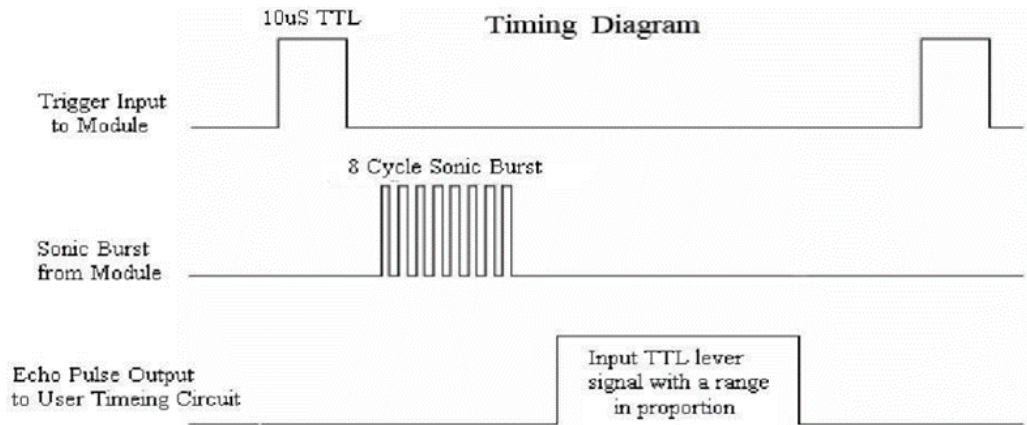 10uS TTL
Timing Diagram
Trigger Input
to Module
8 Cycle Sonic Burst
Sonic Burst
from Module
Echo Pulse Output
to User Timeing Circuit
Input TTL lever
signal with a range
in proportion